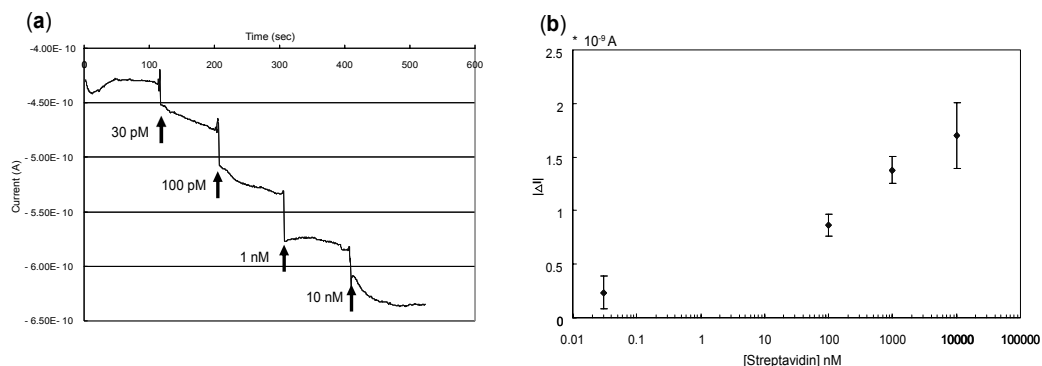 (a)
Time (sec)
-4.00E- 10
0 100 200 300 400 500 600
-4.50E- 10
30 pM
-5.00E- 10
100 pM
Current (A)
-5.50E- 10
1 nM
-6.00E- 10
10 nM
-6.50E- 10
(b)
* 10-9 A
2.5
2
1.5
|△I|
1
0.5
0
0.01 0.1 1 10 100 1000 10000 100000
[Streptavidin] nM